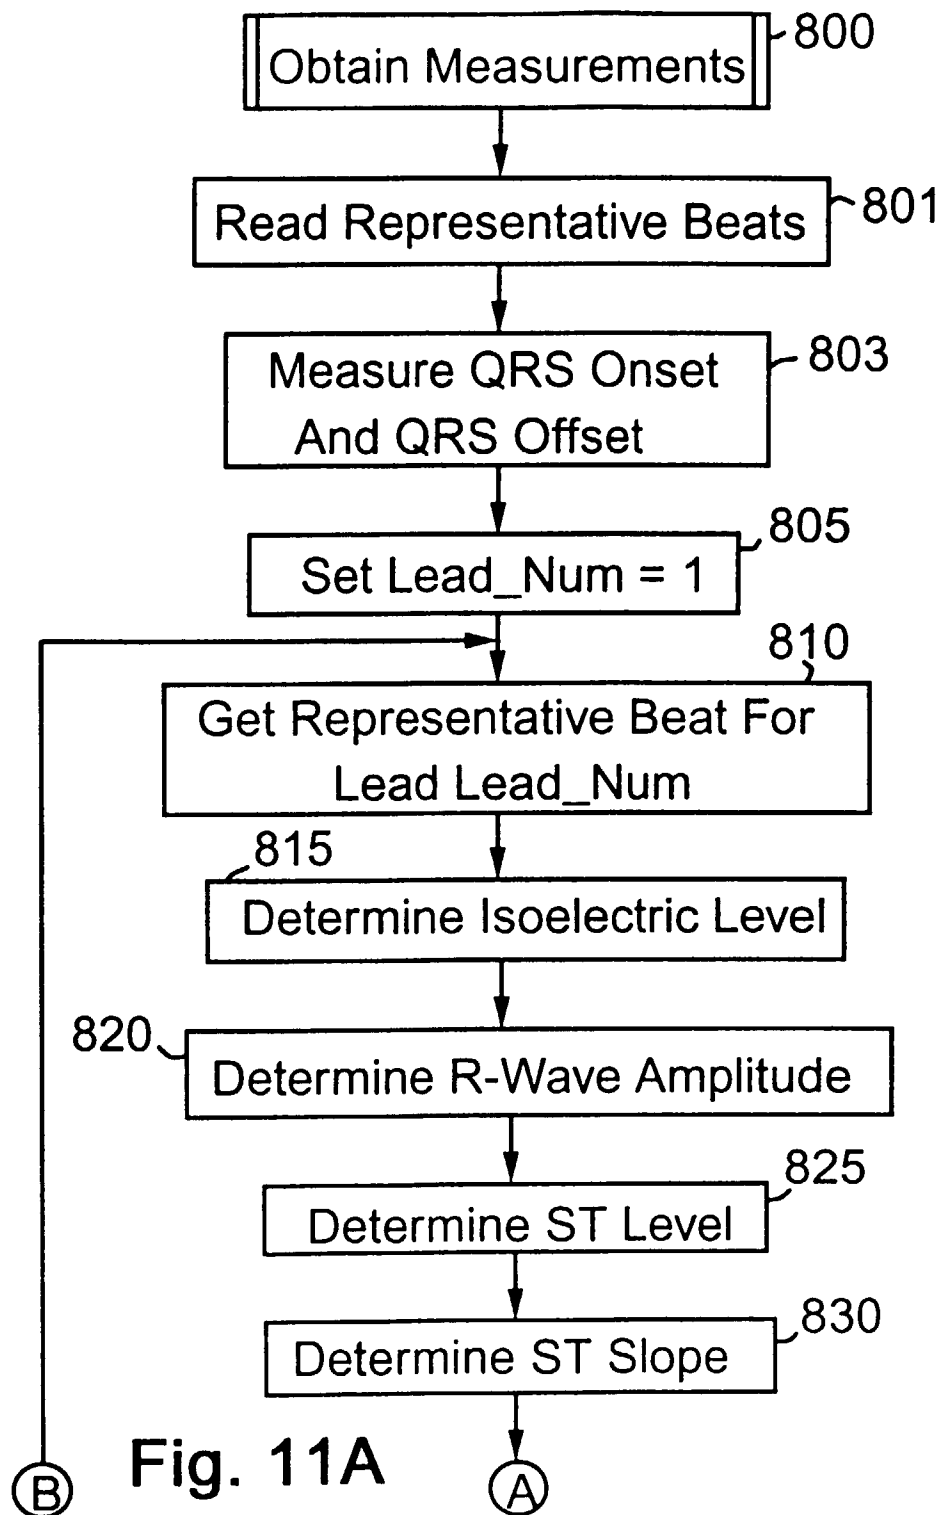 800
Obtain Measurements
Read Representative Beats
801
Measure QRS Onset
And QRS Offset
803
805
Set Lead_Num = 1
810
Get Representative Beat For
Lead Lead_Num
815
Determine Isoelectric Level
820
Determine R-Wave Amplitude
825
Determine ST Level
830
Determine ST Slope
B
Fig. 11A
A